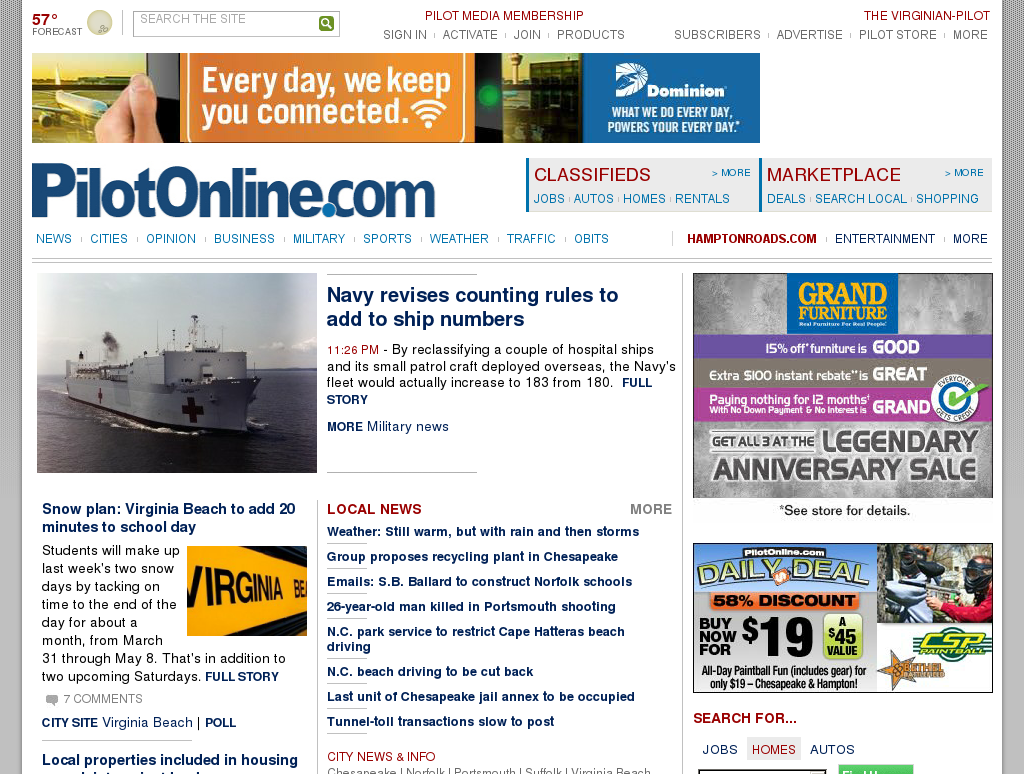 57°
FORECAST
SEARCH THE SITE
PILOT MEDIA MEMBERSHIP
SIGN IN ACTIVATE JOIN PRODUCTS
THE VIRGINIAN-PILOT
SUBSCRIBERS ADVERTISE PILOT STORE MORE
Every day, we keep
you connected.
Dominion®
WHAT WE DO EVERY DAY,
POWERS YOUR EVERY DAY.*
PilotOnline.com
CLASSIFIEDS > MORE
JOBS AUTOS HOMES RENTALS
MARKETPLACE > MORE
DEALS SEARCH LOCAL SHOPPING
NEWS CITIES OPINION BUSINESS MILITARY SPORTS WEATHER TRAFFIC OBITS
HAMPTONROADS.COM ENTERTAINMENT MORE
Navy revises counting rules to
add to ship numbers
11:26 PM - By reclassifying a couple of hospital ships
and its small patrol craft deployed overseas, the Navy's
fleet would actually increase to 183 from 180. FULL
STORY
MORE Military news
GRAND
FURNITURE
Real Furniture For Real People®
15% off* furniture is GOOD
Extra $100 instant rebate** is GREAT
Paying nothing for 12 months†
With No Down Payment & No Interest is GRAND
EVERYONE
GETS CREDIT
GET ALL 3 AT THE LEGENDARY
ANNIVERSARY SALE
*See store for details.
Snow plan: Virginia Beach to add 20
minutes to school day
Students will make up
last week's two snow
days by tacking on
time to the end of the
day for about a
month, from March
31 through May 8. That's in addition to
two upcoming Saturdays. FULL STORY
VIRGINIA BE
7 COMMENTS
CITY SITE Virginia Beach | POLL
Local properties included in housing
LOCAL NEWS MORE
Weather: Still warm, but with rain and then storms
Group proposes recycling plant in Chesapeake
Emails: S.B. Ballard to construct Norfolk schools
26-year-old man killed in Portsmouth shooting
N.C. park service to restrict Cape Hatteras beach
driving
N.C. beach driving to be cut back
Last unit of Chesapeake jail annex to be occupied
Tunnel-toll transactions slow to post
CITY NEWS & INFO
Chesapeake | Norfolk | Portsmouth | Suffolk | Virginia Beach
PilotOnline.com
DAILY DEAL
58% DISCOUNT
BUY
NOW
FOR
$19
A
$45
VALUE
All-Day Paintball Fun (includes gear) for
only $19 – Chesapeake & Hampton!
CSP
PAINTBALL
BETHEL
SEARCH FOR...
JOBS HOMES AUTOS